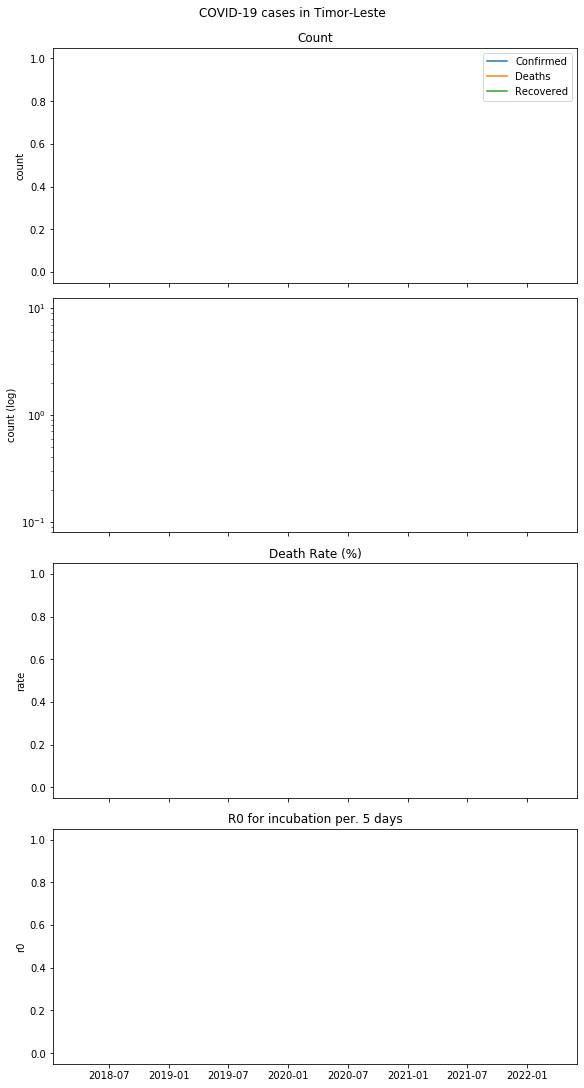 COVID-19 cases in Timor-Leste
Count
Confirmed
Deaths
Recovered
1.0
0.8
0.6
0.4
0.2
0.0
count
10¹
10⁰
10⁻¹
count (log)
Death Rate (%)
1.0
0.8
0.6
0.4
0.2
0.0
rate
R0 for incubation per. 5 days
1.0
0.8
0.6
0.4
0.2
0.0
r0
2018-07 2019-01 2019-07 2020-01 2020-07 2021-01 2021-07 2022-01